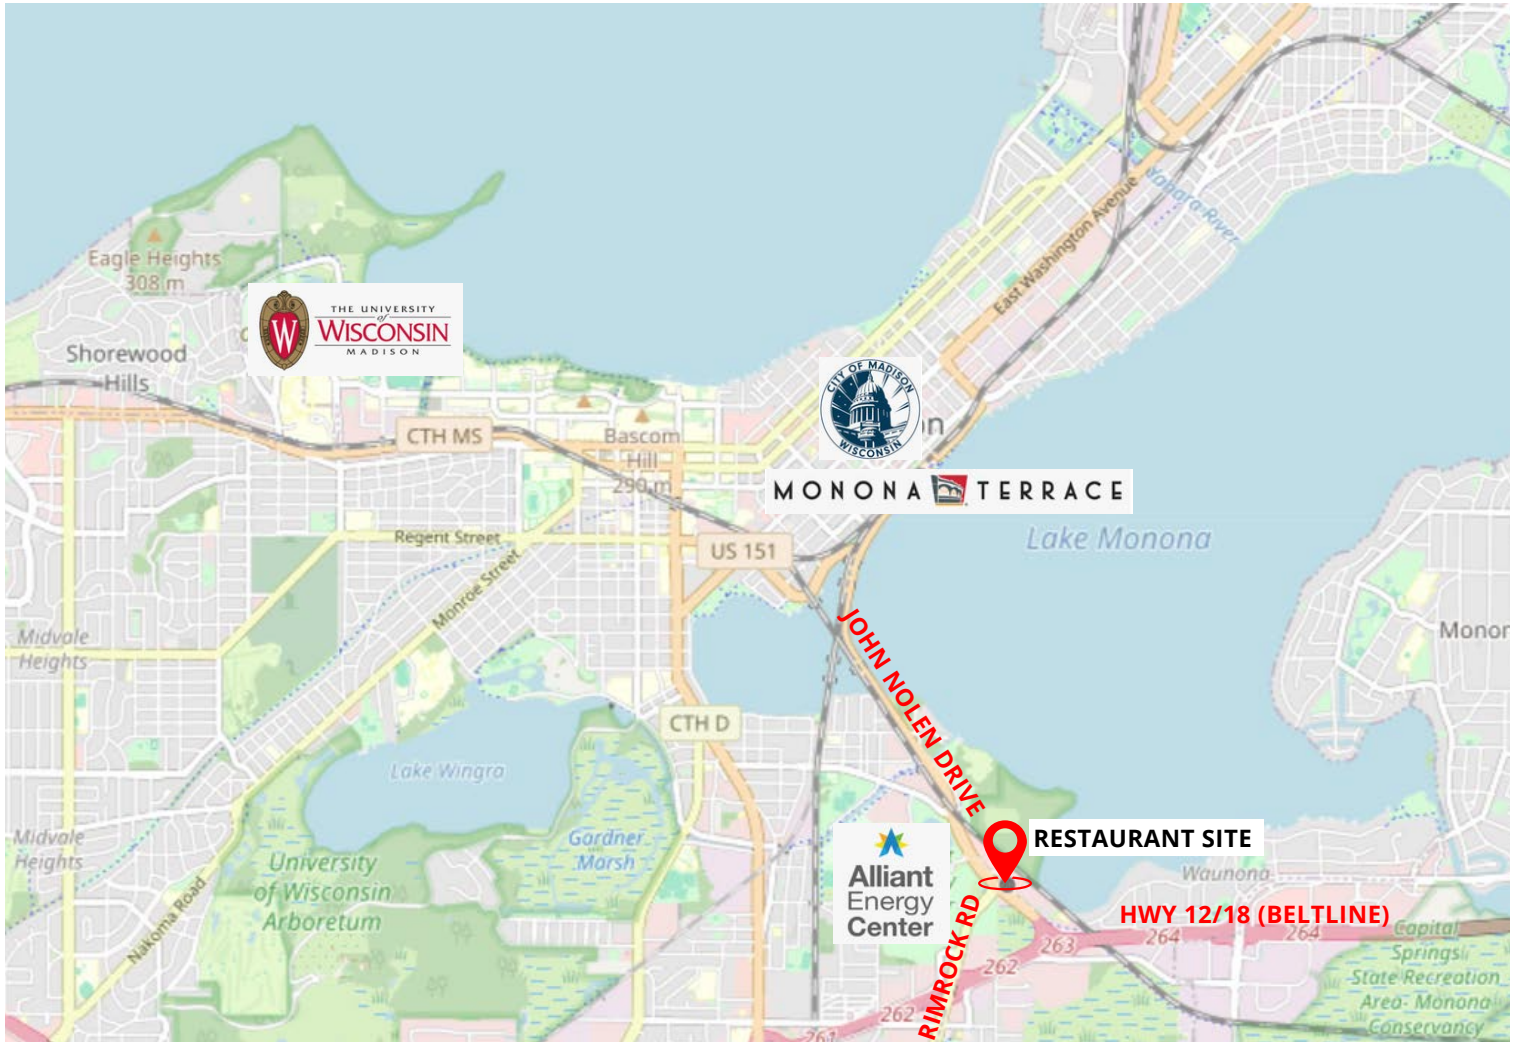 Yahara River
East Washington Avenue
Eagle Heights
308 m
THE UNIVERSITY
of
WISCONSIN
MADISON
W
Shorewood
Hills
CITY OF MADISON
WISCONSIN
on
CTH MS
Bascom
Hill
290 m
MONONA TERRACE
Regent Street
US 151
Lake Monona
Monroe Street
Midvale
Heights
JOHN NOLEN DRIVE
Monor
CTH D
Lake Wingra
Midvale
Heights
Gardner
Marsh
RESTAURANT SITE
University
of Wisconsin
Arboretum
Alliant
Energy
Center
Waunona
Nakoma Road
RIMROCK RD
HWY 12/18 (BELTLINE)
263
264
264
Capital
Springs
State Recreation
Area- Monona
Conservancy
262
262
261